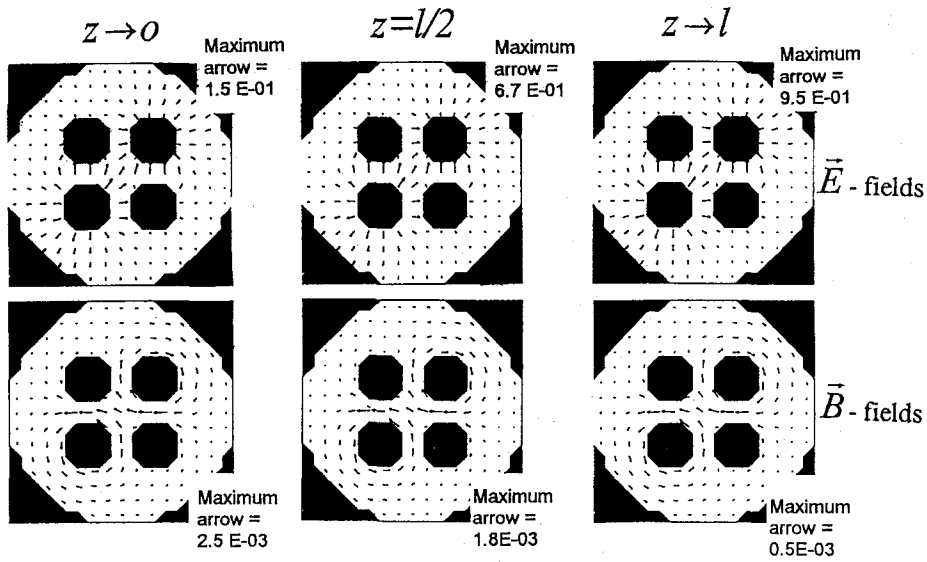 z→o
z=l/2
z→l
Maximum
arrow =
1.5 E-01
Maximum
arrow =
6.7 E-01
Maximum
arrow =
9.5 E-01
E⃗ - fields
B⃗ - fields
Maximum
arrow =
2.5 E-03
Maximum
arrow =
1.8E-03
Maximum
arrow =
0.5E-03